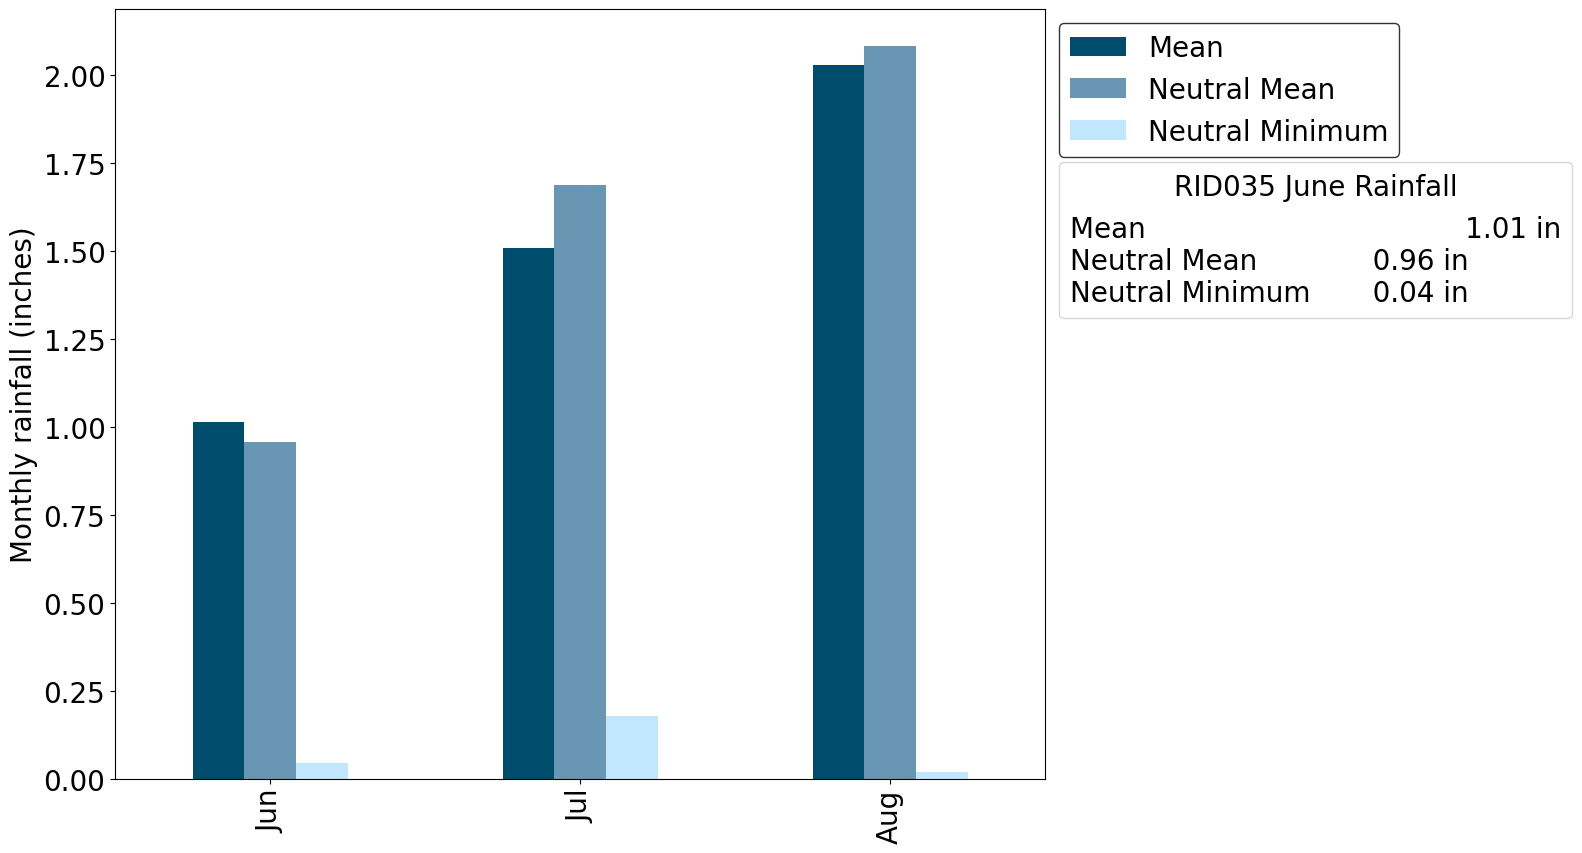 Monthly rainfall (inches)
2.00
1.75
1.50
1.25
1.00
0.75
0.50
0.25
0.00
Jun
Jul
Aug
Mean
Neutral Mean
Neutral Minimum
RID035 June Rainfall
Mean 1.01 in
Neutral Mean 0.96 in
Neutral Minimum 0.04 in